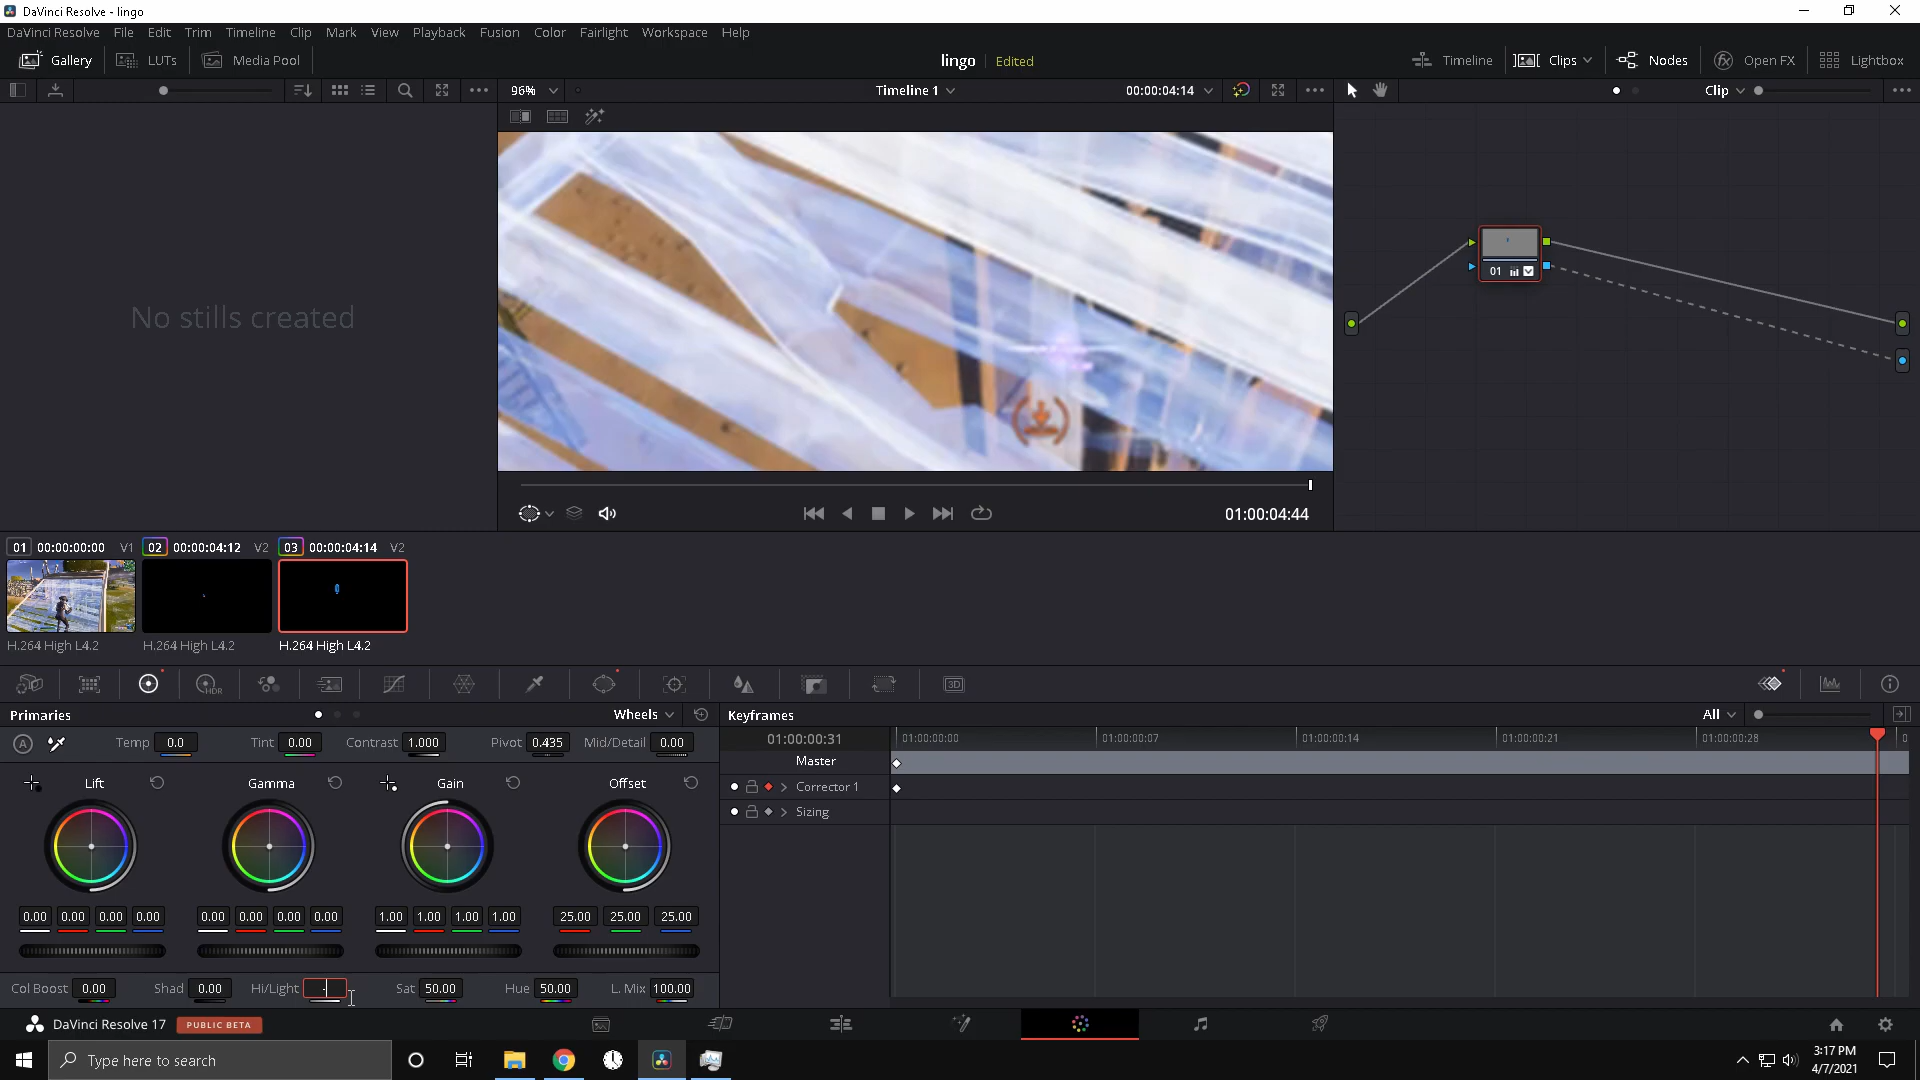 DaVinci Resolve - lingo
DaVinci Resolve File Edit Trim Timeline Clip Mark View Playback Fusion Color Fairlight Workspace Help
Gallery LUTs Media Pool lingo Edited Timeline Clips Nodes Open FX Lightbox
96% Timeline 1 00:00:04:14 Clip
No stills created
01
01:00:04:44
01 00:00:00:00 V1 02 00:00:04:12 V2 03 00:00:04:14 V2
H.264 High L4.2 H.264 High L4.2 H.264 High L4.2
HDR 3D
Primaries Wheels Keyframes All
A Temp 0.0 Tint 0.00 Contrast 1.000 Pivot 0.435 Mid/Detail 0.00
01:00:00:31 01:00:00:00 01:00:00:07 01:00:00:14 01:00:00:21 01:00:00:28 0
Master
Lift Gamma Gain Offset
Corrector 1
Sizing
0.00 0.00 0.00 0.00 0.00 0.00 0.00 0.00 1.00 1.00 1.00 1.00 25.00 25.00 25.00
Col Boost 0.00 Shad 0.00 Hi/Light - Sat 50.00 Hue 50.00 L. Mix 100.00
DaVinci Resolve 17 PUBLIC BETA
Type here to search
3:17 PM
4/7/2021